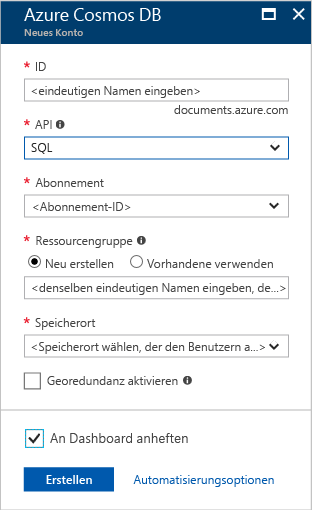 Azure Cosmos DB
Neues Konto
* ID
<eindeutigen Namen eingeben>
documents.azure.com
* API
SQL
* Abonnement
<Abonnement-ID>
* Ressourcengruppe
Neu erstellen Vorhandene verwenden
<denselben eindeutigen Namen eingeben, de...>
* Speicherort
<Speicherort wählen, der den Benutzern a...>
Georedundanz aktivieren
An Dashboard anheften
Erstellen Automatisierungsoptionen